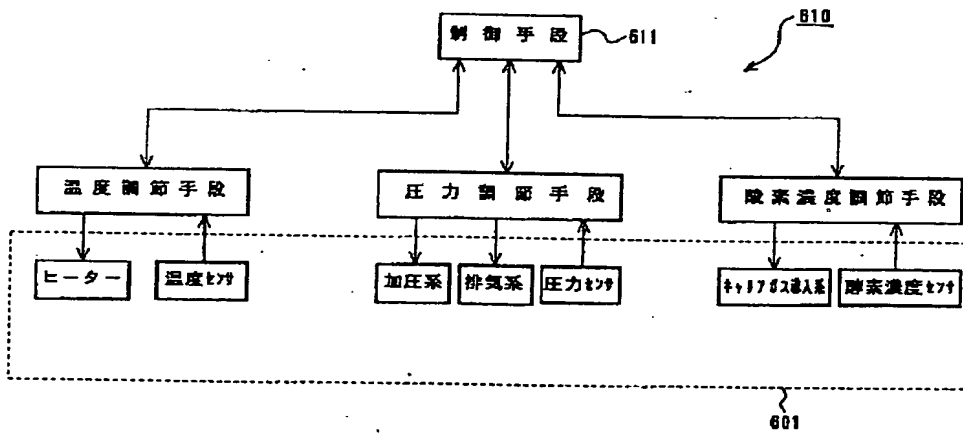 610
制御手段
611
温度調節手段
圧力調節手段
酸素濃度調節手段
ヒーター
温度センサ
加圧系
排気系
圧力センサ
キャリアガス導入系
酸素濃度センサ
601